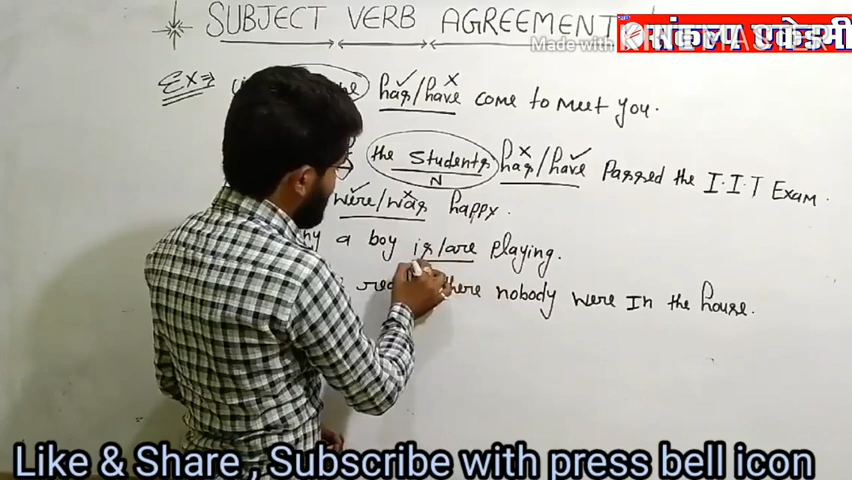 SUBJECT VERB AGREEMENT
Made with KINEMASTER
एकेडमी
Ex⇒ has/have come to meet you.
the students has/have Passed the I.I.T Exam.
N
were/was happy.
a boy is/are playing.
nobody were In the house.
Like & Share , Subscribe with press bell icon